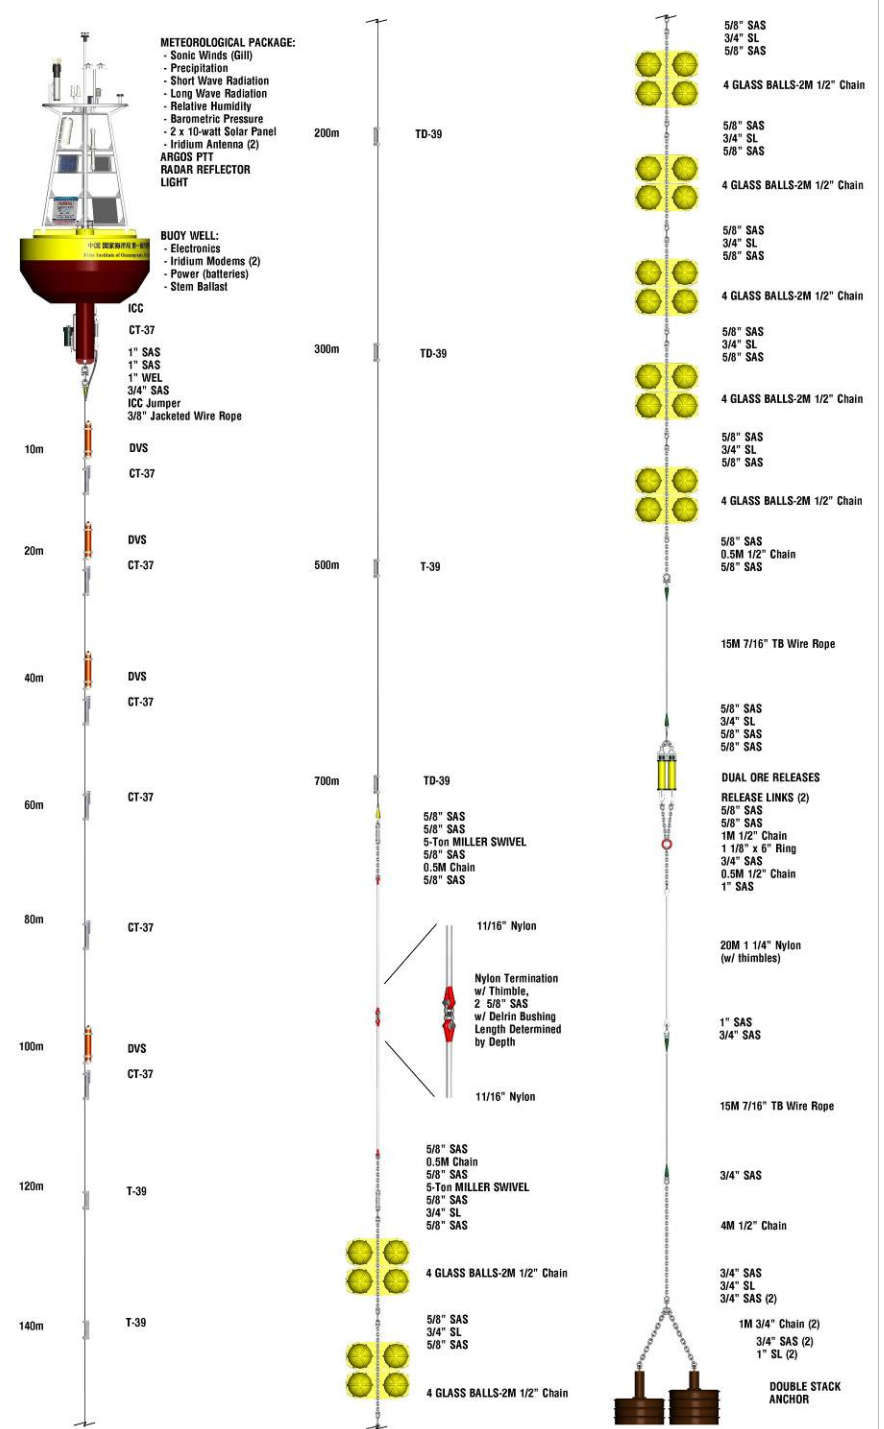 METEOROLOGICAL PACKAGE:
- Sonic Winds (Gill)
- Precipitation
- Short Wave Radiation
- Long Wave Radiation
- Relative Humidity
- Barometric Pressure
- 2 x 10-watt Solar Panel
- Iridium Antenna (2)
ARGOS PTT
RADAR REFLECTOR
LIGHT
BUOY WELL:
- Electronics
- Iridium Modems (2)
- Power (batteries)
- Stem Ballast
中国 国家海洋局 第一
First Institute of
ICC
CT-37
1" SAS
1" SAS
1" WEL
3/4" SAS
ICC Jumper
3/8" Jacketed Wire Rope
10m
DVS
CT-37
20m
DVS
CT-37
40m
DVS
CT-37
60m
CT-37
80m
CT-37
100m
DVS
CT-37
120m
T-39
140m
T-39
200m
TD-39
300m
TD-39
500m
T-39
700m
TD-39
5/8" SAS
5/8" SAS
5-Ton MILLER SWIVEL
5/8" SAS
0.5M Chain
5/8" SAS
11/16" Nylon
Nylon Termination
w/ Thimble,
2 5/8" SAS
w/ Delrin Bushing
Length Determined
by Depth
11/16" Nylon
5/8" SAS
0.5M Chain
5/8" SAS
5-Ton MILLER SWIVEL
5/8" SAS
3/4" SL
5/8" SAS
4 GLASS BALLS-2M 1/2" Chain
5/8" SAS
3/4" SL
5/8" SAS
4 GLASS BALLS-2M 1/2" Chain
5/8" SAS
3/4" SL
5/8" SAS
4 GLASS BALLS-2M 1/2" Chain
5/8" SAS
3/4" SL
5/8" SAS
4 GLASS BALLS-2M 1/2" Chain
5/8" SAS
3/4" SL
5/8" SAS
4 GLASS BALLS-2M 1/2" Chain
5/8" SAS
3/4" SL
5/8" SAS
4 GLASS BALLS-2M 1/2" Chain
5/8" SAS
3/4" SL
5/8" SAS
4 GLASS BALLS-2M 1/2" Chain
5/8" SAS
0.5M 1/2" Chain
5/8" SAS
15M 7/16" TB Wire Rope
5/8" SAS
3/4" SL
5/8" SAS
5/8" SAS
DUAL ORE RELEASES
RELEASE LINKS (2)
5/8" SAS
5/8" SAS
1M 1/2" Chain
1 1/8" x 6" Ring
3/4" SAS
0.5M 1/2" Chain
1" SAS
20M 1 1/4" Nylon
(w/ thimbles)
1" SAS
3/4" SAS
15M 7/16" TB Wire Rope
3/4" SAS
4M 1/2" Chain
3/4" SAS
3/4" SL
3/4" SAS (2)
1M 3/4" Chain (2)
3/4" SAS (2)
1" SL (2)
DOUBLE STACK
ANCHOR